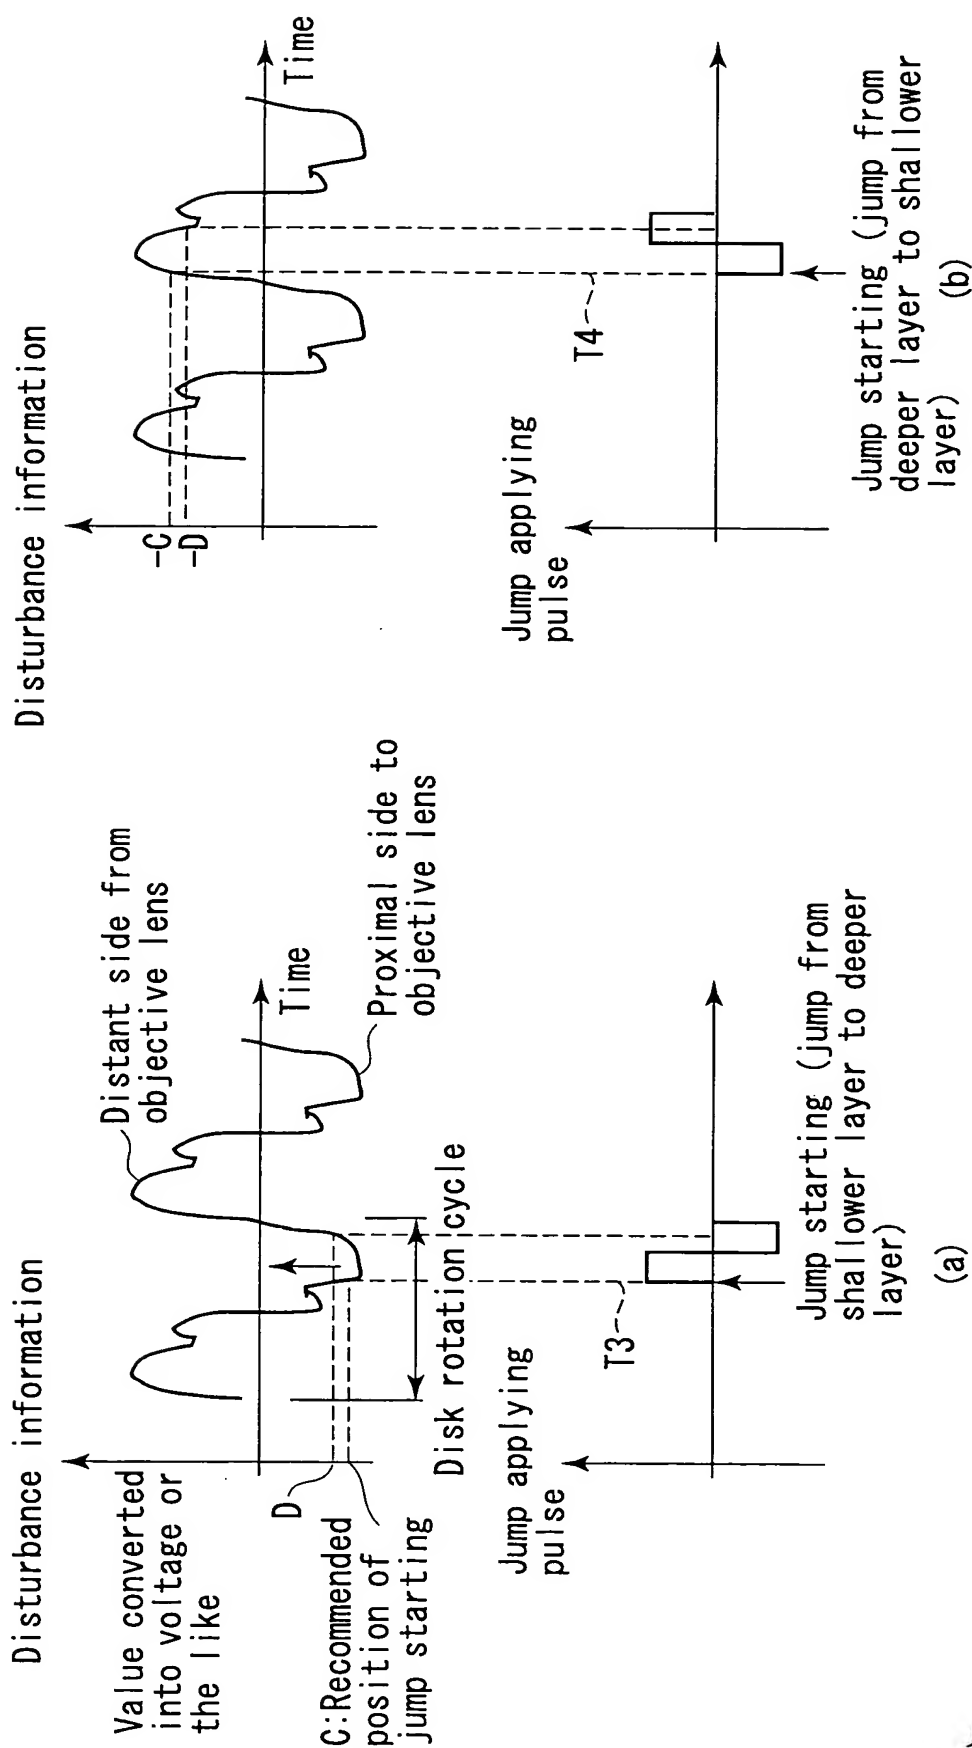 Disturbance information
Value converted
into voltage or
the like
Distant side from
objective lens
Time
Proximal side to
objective lens
D
C:Recommended
position of
jump starting
Disk rotation cycle
Jump applying
pulse
T3
Jump starting (jump from
shallower layer to deeper
layer)
(a)
Disturbance information
-C
-D
Time
Jump applying
pulse
T4
Jump starting (jump from
deeper layer to shallower
layer)
(b)